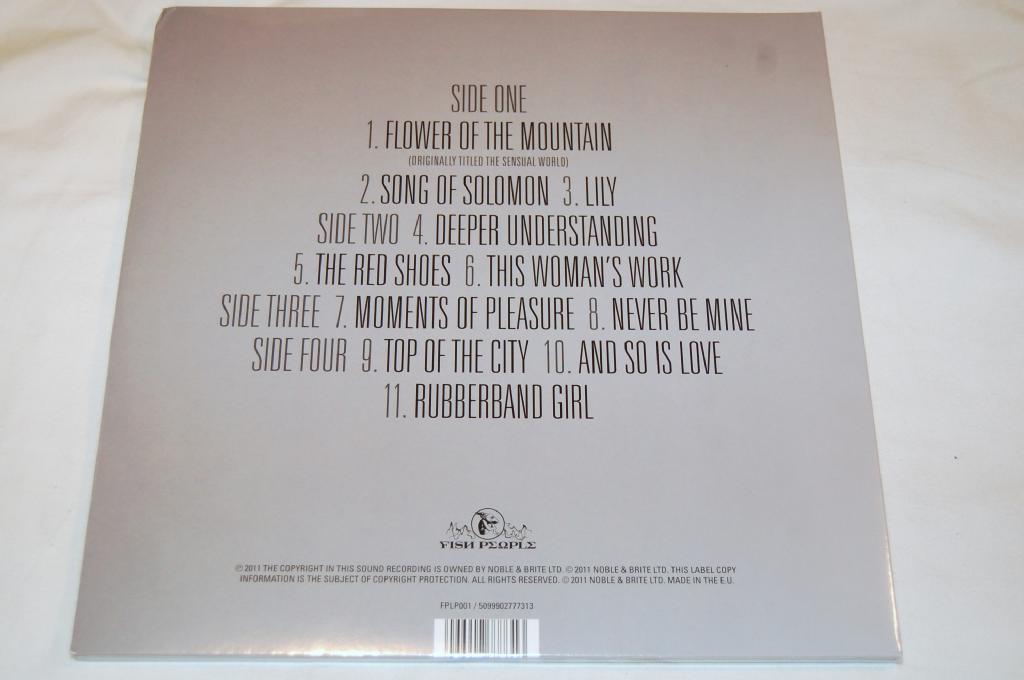 SIDE ONE
1. FLOWER OF THE MOUNTAIN
(ORIGINALLY TITLED THE SENSUAL WORLD)
2. SONG OF SOLOMON 3. LILY
SIDE TWO 4. DEEPER UNDERSTANDING
5. THE RED SHOES 6. THIS WOMAN'S WORK
SIDE THREE 7. MOMENTS OF PLEASURE 8. NEVER BE MINE
SIDE FOUR 9. TOP OF THE CITY 10. AND SO IS LOVE
11. RUBBERBAND GIRL
FISH PEOPLE
℗ 2011 THE COPYRIGHT IN THIS SOUND RECORDING IS OWNED BY NOBLE & BRITE LTD. © 2011 NOBLE & BRITE LTD. THIS LABEL COPY
INFORMATION IS THE SUBJECT OF COPYRIGHT PROTECTION. ALL RIGHTS RESERVED. © 2011 NOBLE & BRITE LTD. MADE IN THE E.U.
FPLP001 / 5099902777313